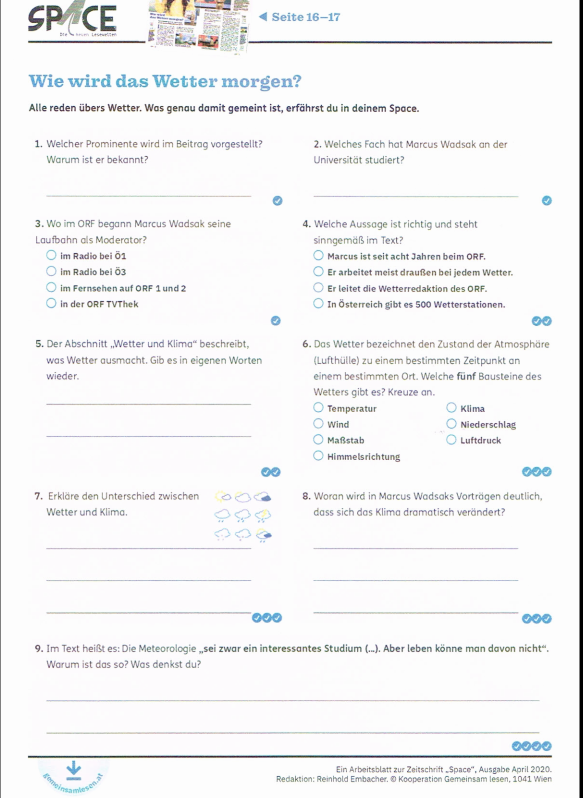 SPACE
Die neuen Lesewelten
◄ Seite 16–17
Wie wird das Wetter morgen?
Alle reden übers Wetter. Was genau damit gemeint ist, erfährst du in deinem Space.
1. Welcher Prominente wird im Beitrag vorgestellt?
Warum ist er bekannt?
2. Welches Fach hat Marcus Wadsak an der
Universität studiert?
3. Wo im ORF begann Marcus Wadsak seine
Laufbahn als Moderator?
im Radio bei Ö1
im Radio bei Ö3
im Fernsehen auf ORF 1 und 2
in der ORF TVThek
4. Welche Aussage ist richtig und steht
sinngemäß im Text?
Marcus ist seit acht Jahren beim ORF.
Er arbeitet meist draußen bei jedem Wetter.
Er leitet die Wetterredaktion des ORF.
In Österreich gibt es 500 Wetterstationen.
5. Der Abschnitt „Wetter und Klima“ beschreibt,
was Wetter ausmacht. Gib es in eigenen Worten
wieder.
6. Das Wetter bezeichnet den Zustand der Atmosphäre
(Lufthülle) zu einem bestimmten Zeitpunkt an
einem bestimmten Ort. Welche fünf Bausteine des
Wetters gibt es? Kreuze an.
Temperatur
Wind
Maßstab
Himmelsrichtung
Klima
Niederschlag
Luftdruck
7. Erkläre den Unterschied zwischen
Wetter und Klima.
8. Woran wird in Marcus Wadsaks Vorträgen deutlich,
dass sich das Klima dramatisch verändert?
9. Im Text heißt es: Die Meteorologie „sei zwar ein interessantes Studium (...). Aber leben könne man davon nicht“.
Warum ist das so? Was denkst du?
gemeinsamlesen.at
Ein Arbeitsblatt zur Zeitschrift „Space“, Ausgabe April 2020.
Redaktion: Reinhold Embacher. © Kooperation Gemeinsam lesen, 1041 Wien